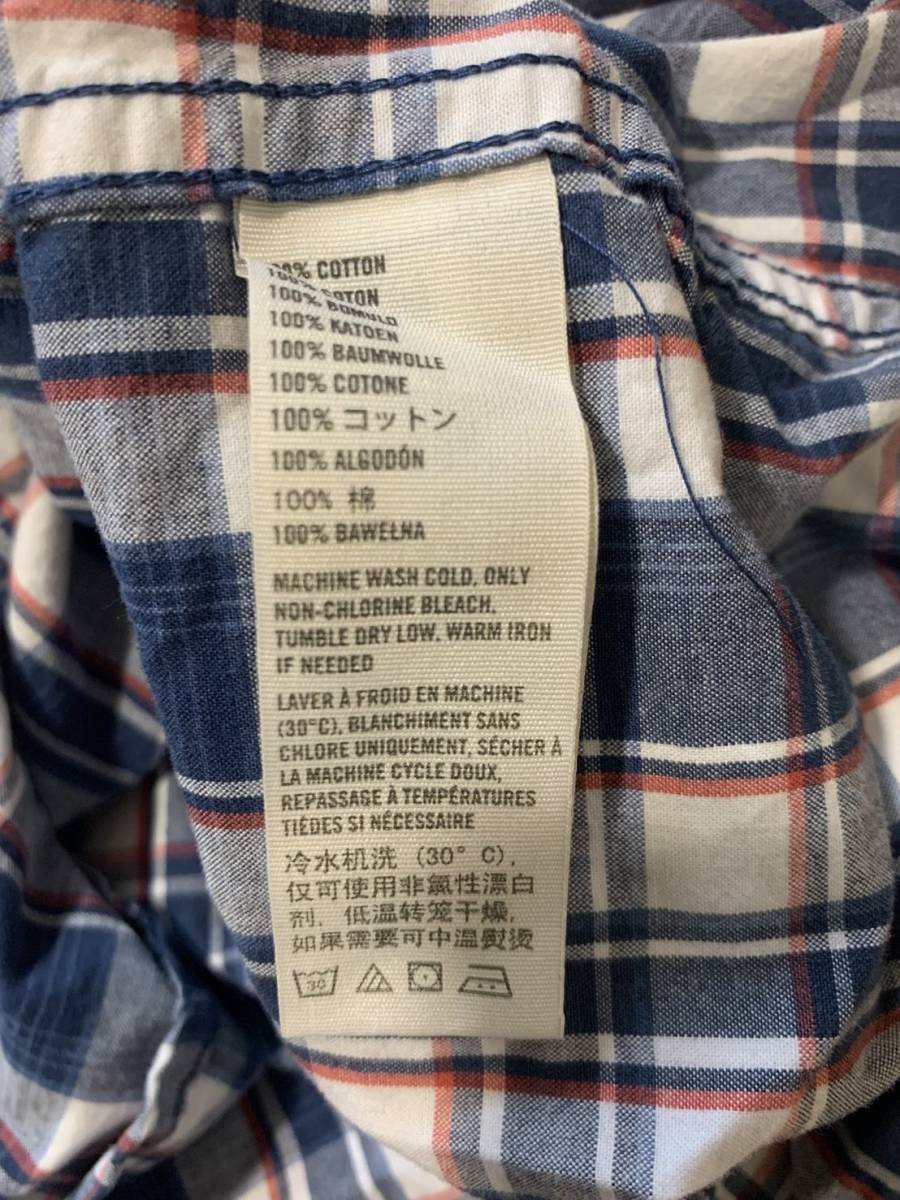 100% COTTON
100% COTON
100% BOMULD
100% KATOEN
100% BAUMWOLLE
100% COTONE
100% コットン
100% ALGODÓN
100% 棉
100% BAWEŁNA
MACHINE WASH COLD, ONLY
NON-CHLORINE BLEACH,
TUMBLE DRY LOW, WARM IRON
IF NEEDED
LAVER À FROID EN MACHINE
(30°C), BLANCHIMENT SANS
CHLORE UNIQUEMENT, SÉCHER À
LA MACHINE CYCLE DOUX,
REPASSAGE À TEMPÉRATURES
TIÉDES SI NÉCESSAIRE
冷水机洗 (30° C),
仅可使用非氯性漂白
剂, 低温转笼干燥,
如果需要可中温熨烫
30